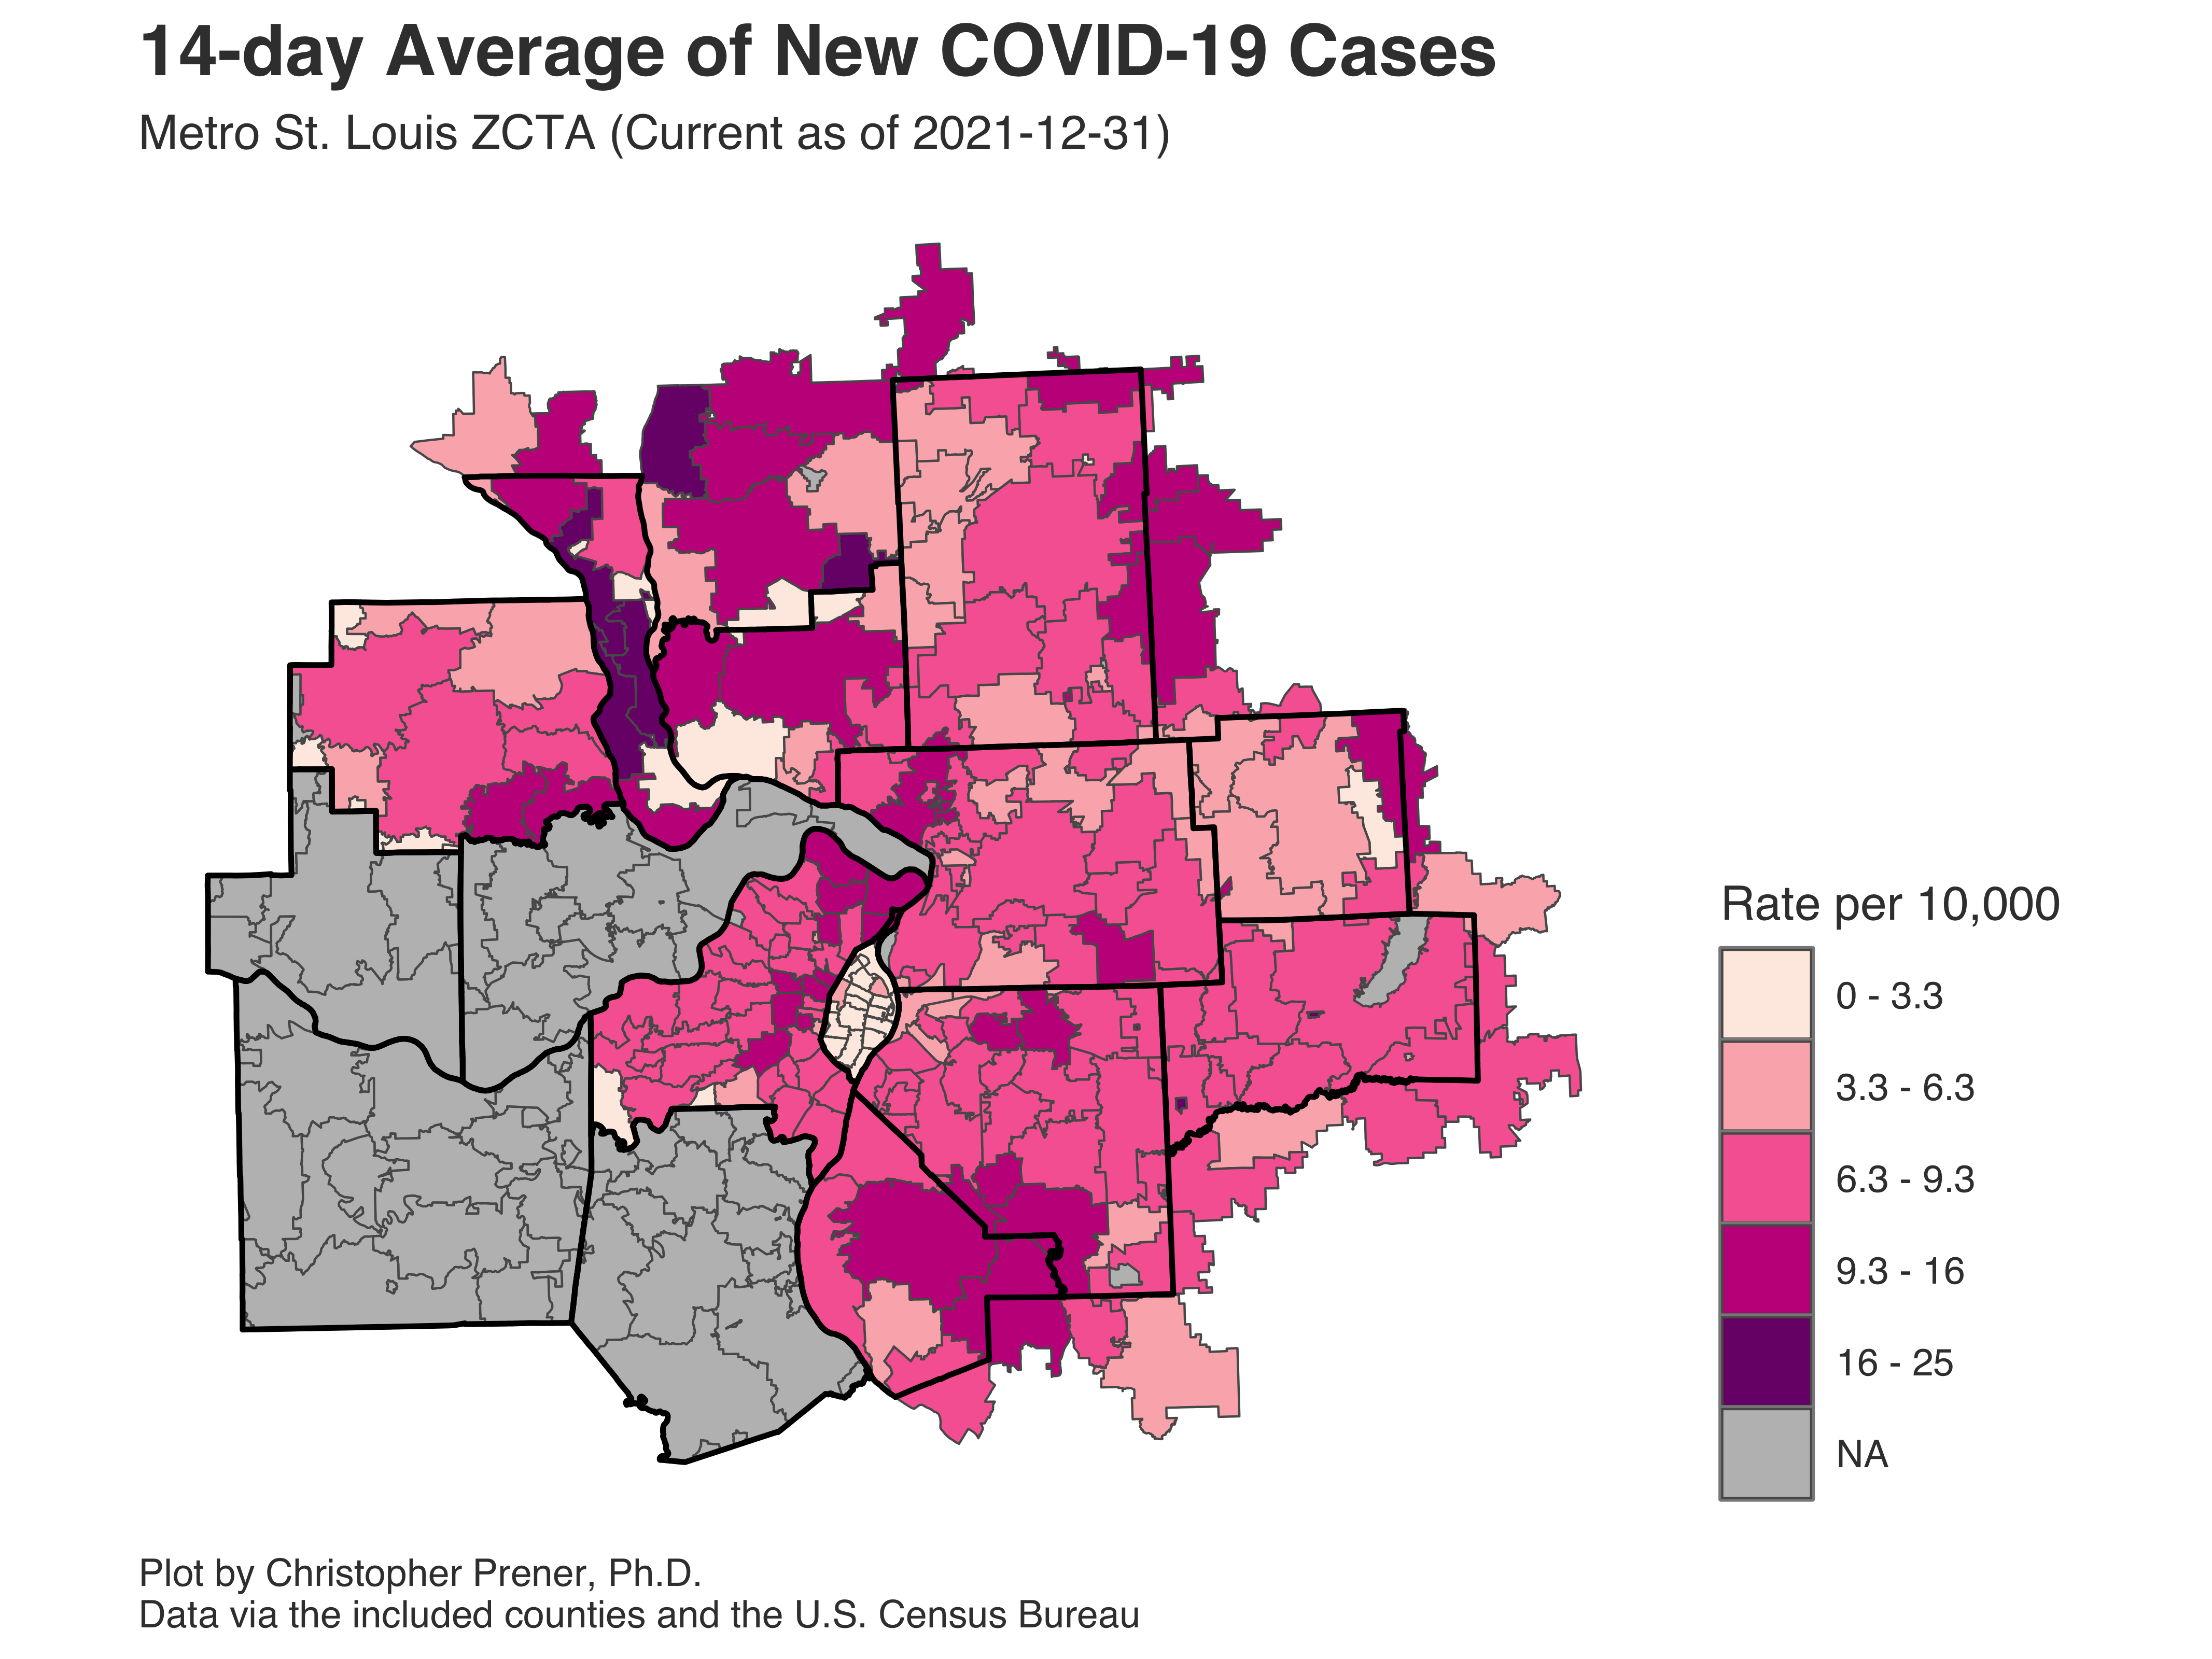 14-day Average of New COVID-19 Cases
Metro St. Louis ZCTA (Current as of 2021-12-31)
Rate per 10,000
0 - 3.3
3.3 - 6.3
6.3 - 9.3
9.3 - 16
16 - 25
NA
Plot by Christopher Prener, Ph.D.
Data via the included counties and the U.S. Census Bureau